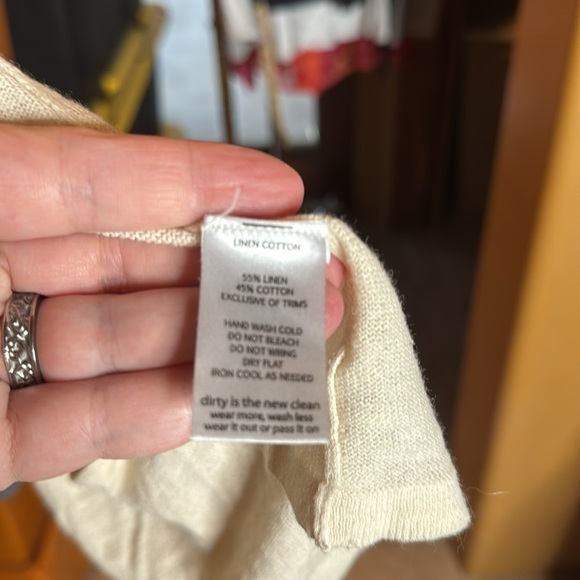 LINEN COTTON
55% LINEN
45% COTTON
EXCLUSIVE OF TRIMS
HAND WASH COLD
DO NOT BLEACH
DO NOT WRING
DRY FLAT
IRON COOL AS NEEDED
dirty is the new clean
wear more, wash less
wear it out or pass it on